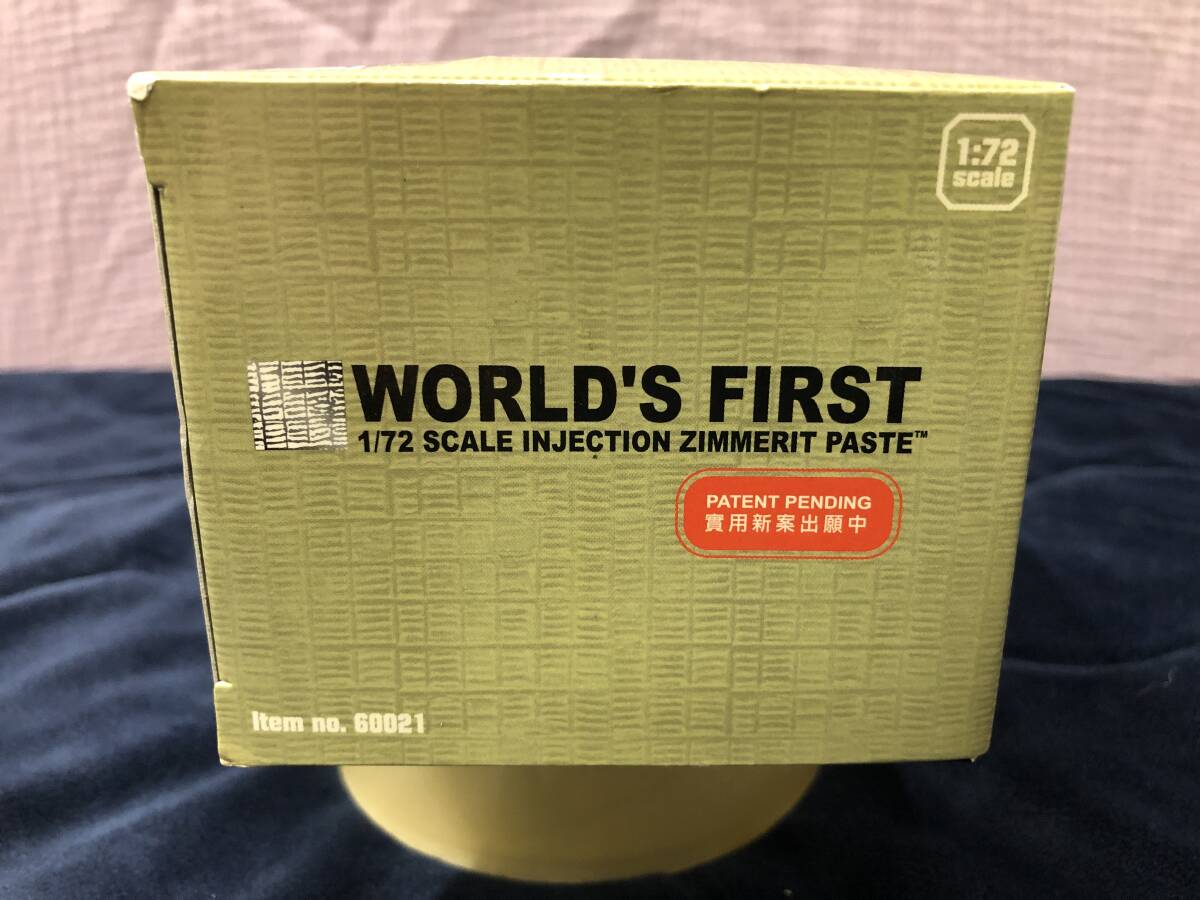 1:72
scale
WORLD'S FIRST
1/72 SCALE INJECTION ZIMMERIT PASTE™
PATENT PENDING
實用新案出願中
Item no. 60021